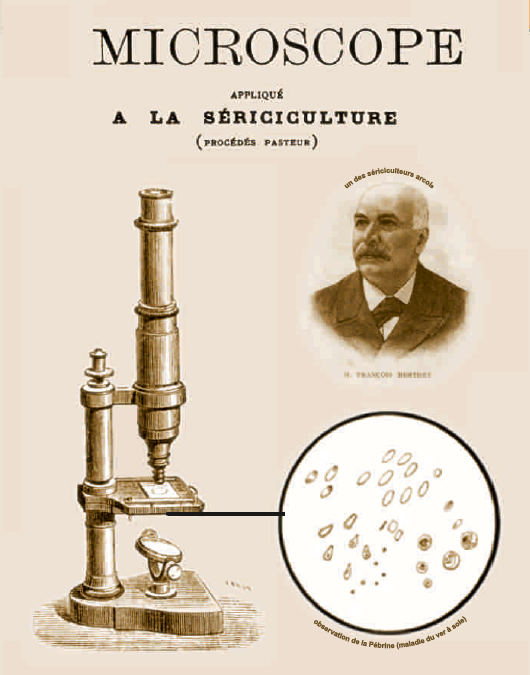 MICROSCOPE
APPLIQUÉ
A LA SÉRICICULTURE
(PROCÉDÉS PASTEUR)
un des sériciculteurs arcois
M. FRANÇOIS BERTHET
observation de la Pébrine (maladie du ver à soie)